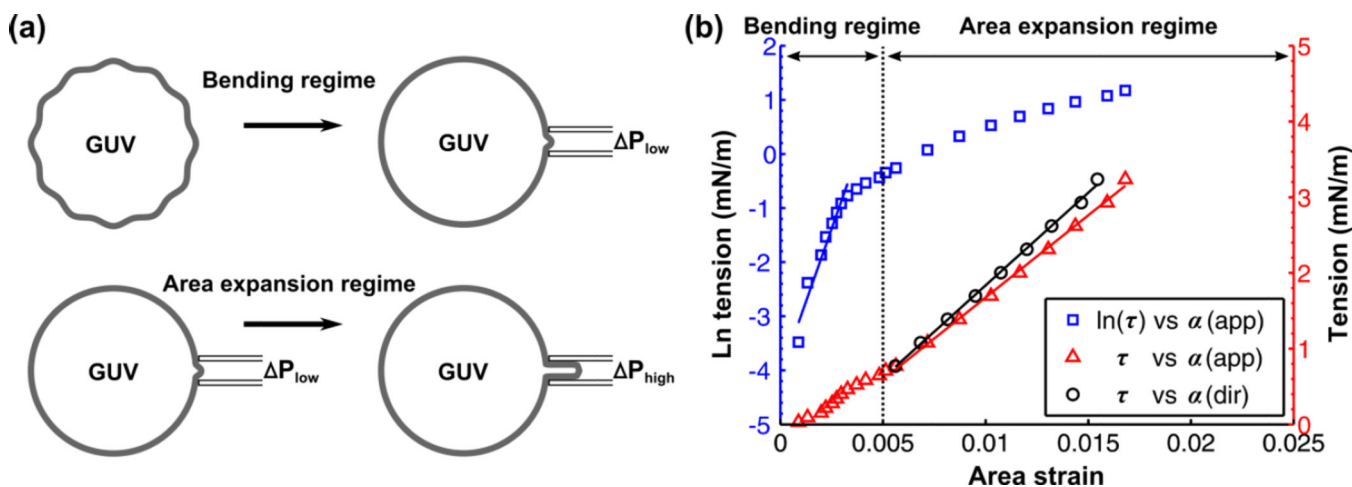 (a)
Bending regime
GUV
GUV
ΔP_low
Area expansion regime
GUV
ΔP_low
GUV
ΔP_high
(b)
Bending regime
Area expansion regime
Ln tension (mN/m)
2
1
0
-1
-2
-3
-4
-5
Tension (mN/m)
5
4
3
2
1
0
ln(τ) vs α(app)
τ vs α(app)
τ vs α(dir)
0
0.005
0.01
0.015
0.02
0.025
Area strain